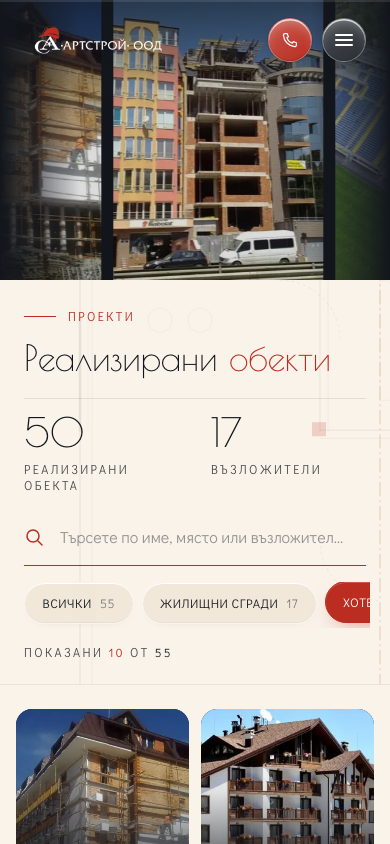 АРТСТРОЙ· ООД
ПРОЕКТИ
Реализирани обекти
50
РЕАЛИЗИРАНИ
ОБЕКТА
17
ВЪЗЛОЖИТЕЛИ
Търсете по име, място или възложител...
ВСИЧКИ 55
ЖИЛИЩНИ СГРАДИ 17
ХОТЕ
ПОКАЗАНИ 10 ОТ 55